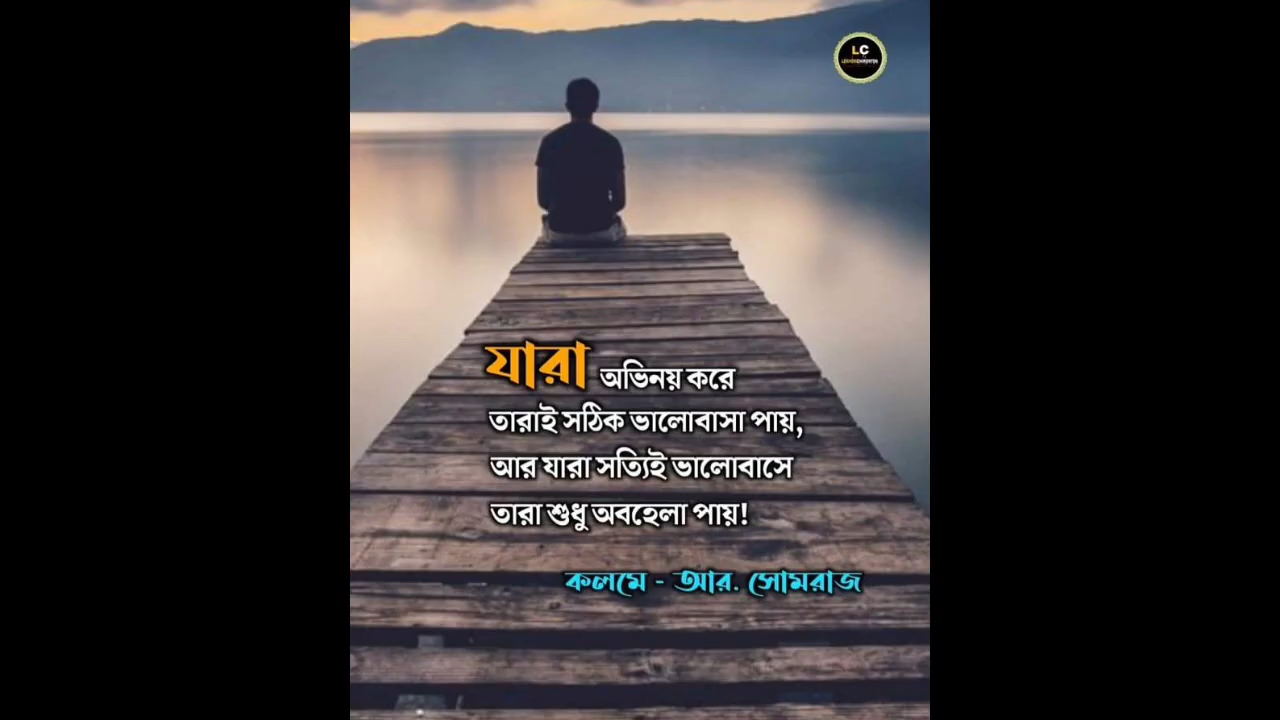 LC
যারা অভিনয় করে
তারাই সঠিক ভালোবাসা পায়,
আর যারা সত্যিই ভালোবাসে
তারা শুধু অবহেলা পায়!
কলমে - আর. সোমরাজ